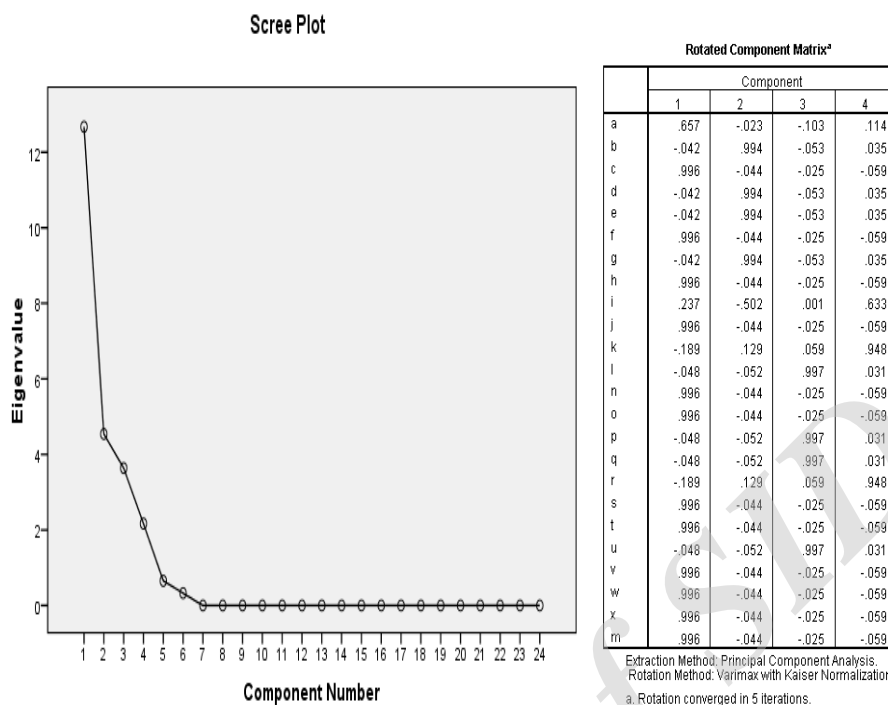 Scree Plot
Eigenvalue
12
10
8
6
4
2
0
1 2 3 4 5 6 7 8 9 10 11 12 13 14 15 16 17 18 19 20 21 22 23 24
Component Number
Rotated Component Matrixª
Component
1 2 3 4
a .657 -.023 -.103 .114
b -.042 .994 -.053 .035
c .996 -.044 -.025 -.059
d -.042 .994 -.053 .035
e -.042 .994 -.053 .035
f .996 -.044 -.025 -.059
g -.042 .994 -.053 .035
h .996 -.044 -.025 -.059
i .237 -.502 .001 .633
j .996 -.044 -.025 -.059
k -.189 .129 .059 .948
l -.048 -.052 .997 .031
n .996 -.044 -.025 -.059
o .996 -.044 -.025 -.059
p -.048 -.052 .997 .031
q -.048 -.052 .997 .031
r -.189 .129 .059 .948
s .996 -.044 -.025 -.059
t .996 -.044 -.025 -.059
u -.048 -.052 .997 .031
v .996 -.044 -.025 -.059
w .996 -.044 -.025 -.059
x .996 -.044 -.025 -.059
m .996 -.044 -.025 -.059
Extraction Method: Principal Component Analysis.
Rotation Method: Varimax with Kaiser Normalization
a. Rotation converged in 5 iterations.